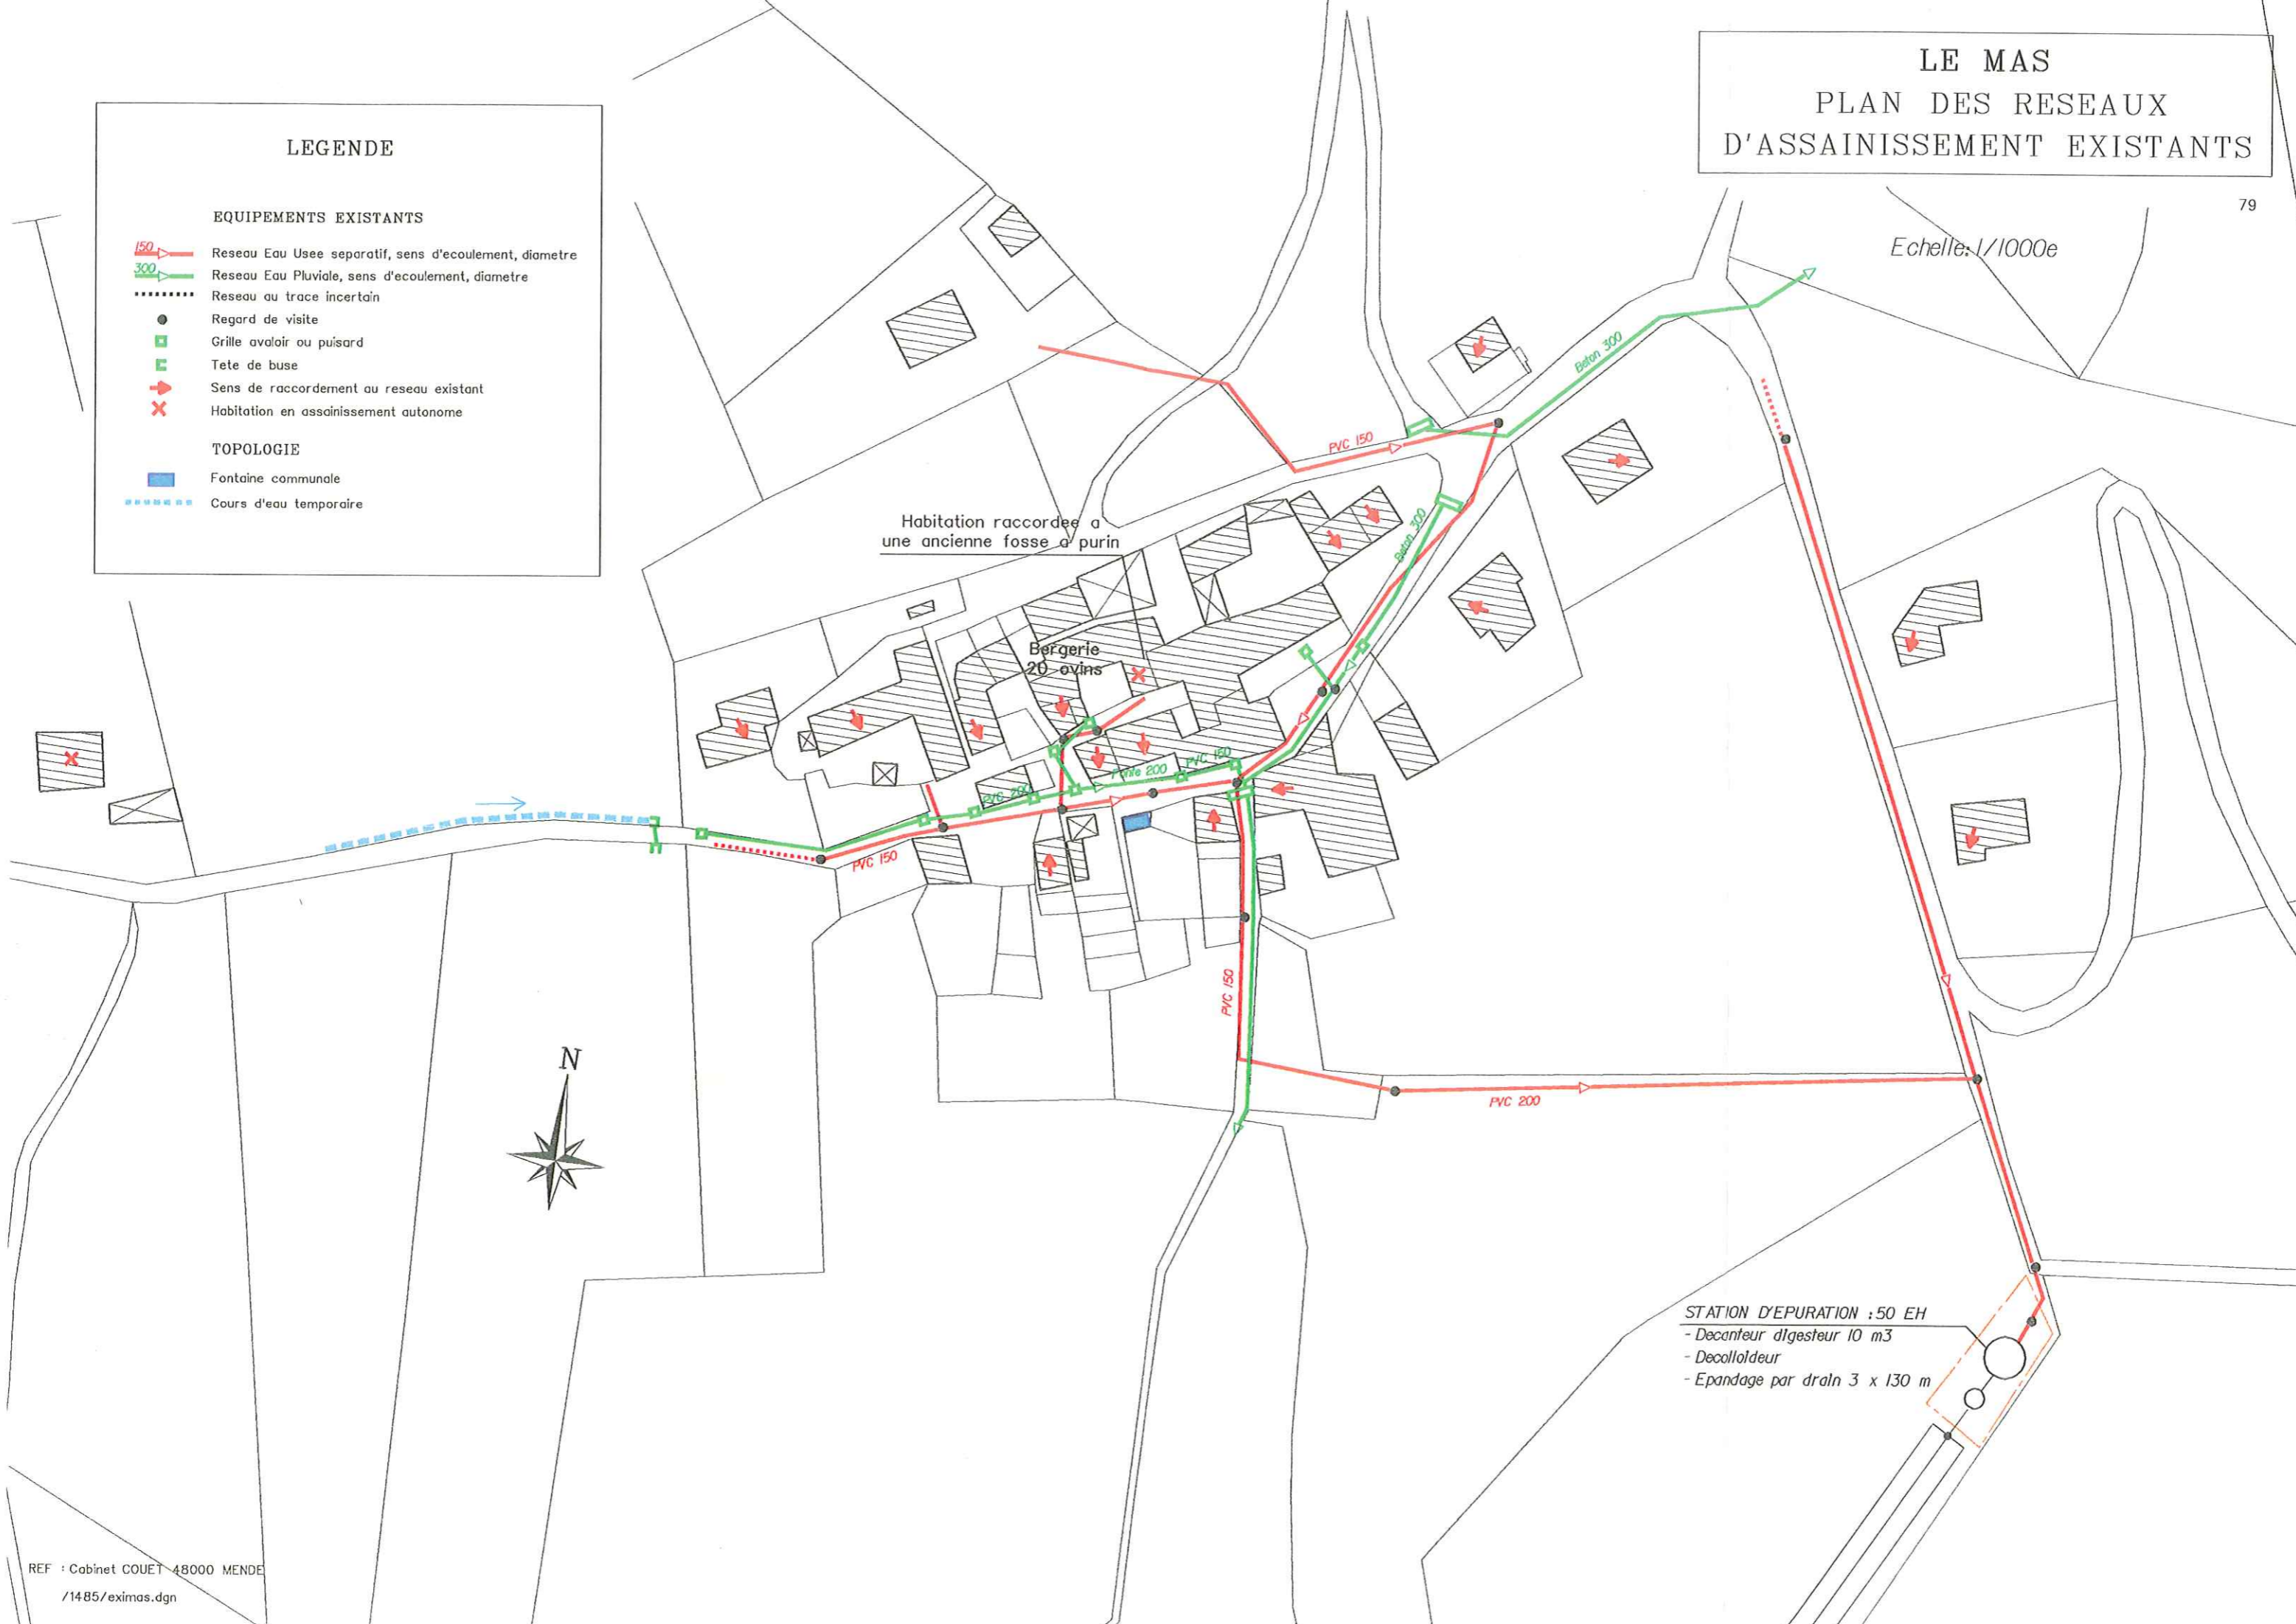 LE MAS
PLAN DES RESEAUX
D'ASSAINISSEMENT EXISTANTS
79
Echelle: 1/1000e
LEGENDE
EQUIPEMENTS EXISTANTS
150
Reseau Eau Usee separatif, sens d'ecoulement, diametre
300
Reseau Eau Pluviale, sens d'ecoulement, diametre
Reseau au trace incertain
Regard de visite
Grille avaloir ou puisard
Tete de buse
Sens de raccordement au reseau existant
Habitation en assainissement autonome
TOPOLOGIE
Fontaine communale
Cours d'eau temporaire
Beton 300
PVC 150
Habitation raccordee a
une ancienne fosse a purin
Beton 300
Bergerie
20 ovins
PVC 150
Fonte 200
PVC 200
PVC 150
PVC 150
PVC 200
N
STATION D'EPURATION : 50 EH
- Decanteur digesteur 10 m3
- Decolloideur
- Epandage par drain 3 x 130 m
REF : Cabinet COUET 48000 MENDE
/1485/eximas.dgn